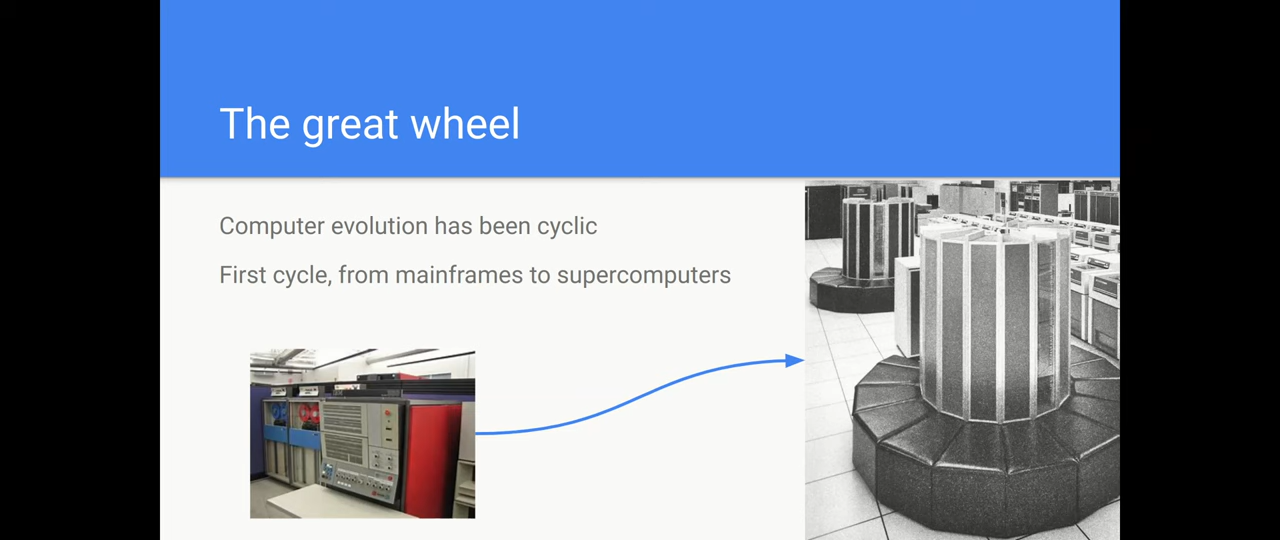 The great wheel
Computer evolution has been cyclic
First cycle, from mainframes to supercomputers